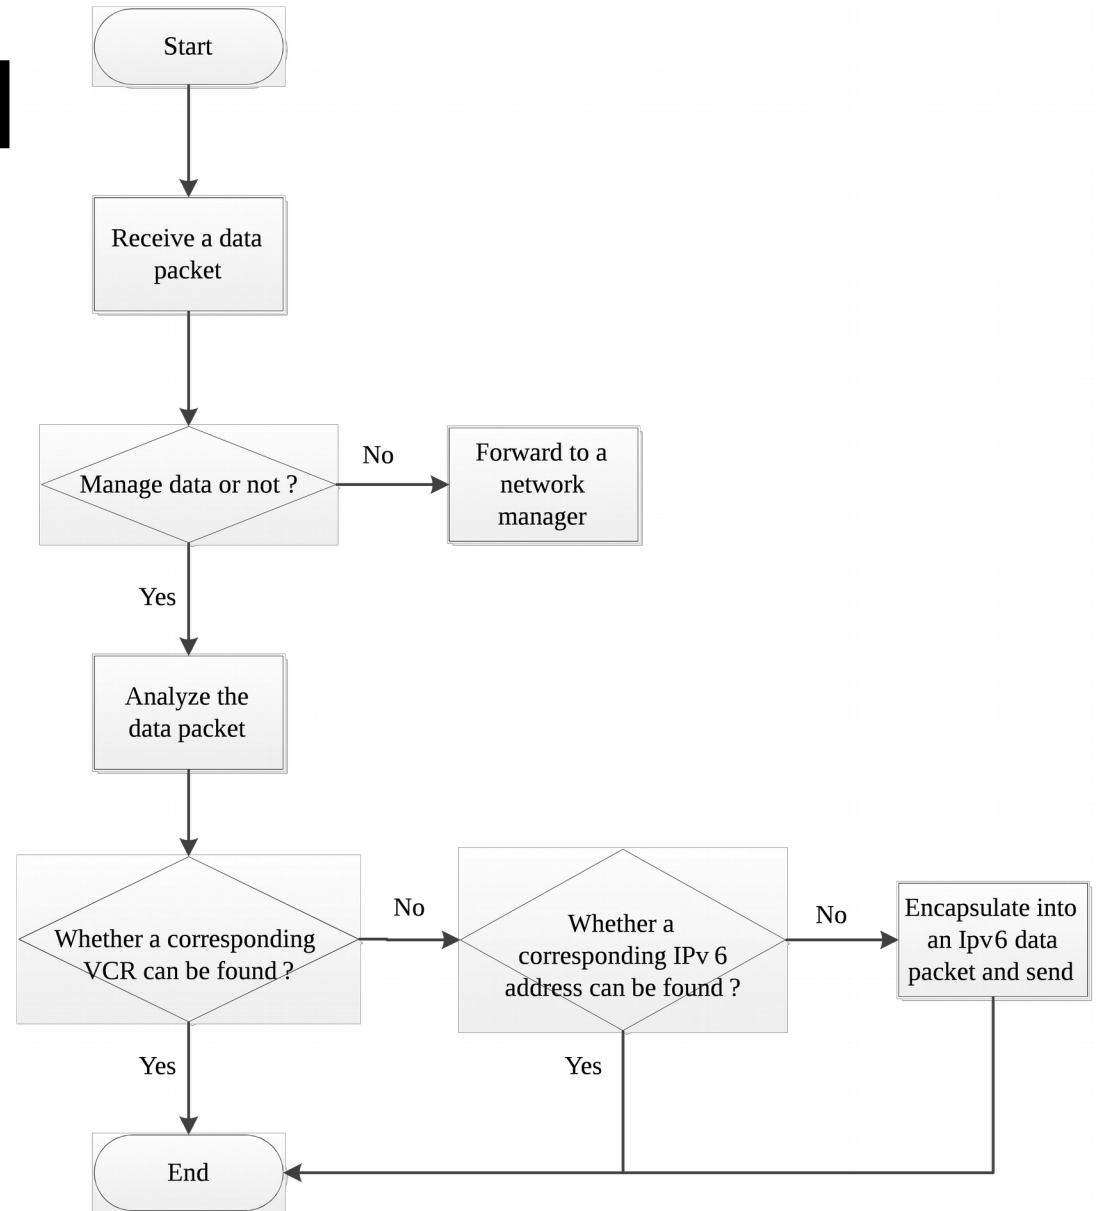 Start
Receive a data
packet
Manage data or not ?
No
Forward to a
network
manager
Yes
Analyze the
data packet
Whether a corresponding
VCR can be found ?
No
Whether a
corresponding IPv 6
address can be found ?
No
Encapsulate into
an Ipv6 data
packet and send
Yes
Yes
End